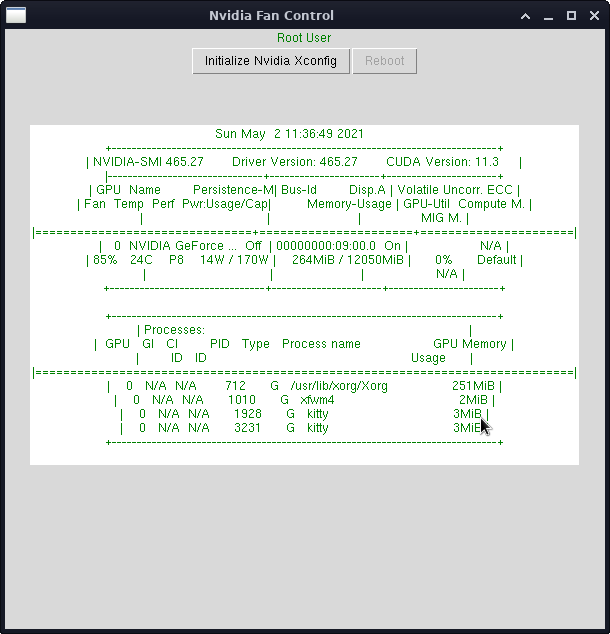 Nvidia Fan Control
Root User
Initialize Nvidia Xconfig Reboot
Sun May 2 11:36:49 2021
+-----------------------------------------------------------------------------+
| NVIDIA-SMI 465.27 Driver Version: 465.27 CUDA Version: 11.3 |
|-------------------------------+----------------------+----------------------+
| GPU Name Persistence-M| Bus-Id Disp.A | Volatile Uncorr. ECC |
| Fan Temp Perf Pwr:Usage/Cap| Memory-Usage | GPU-Util Compute M. |
| | | MIG M. |
|===============================+======================+======================|
| 0 NVIDIA GeForce ... Off | 00000000:09:00.0 On | N/A |
| 85% 24C P8 14W / 170W | 264MiB / 12050MiB | 0% Default |
| | | N/A |
+-------------------------------+----------------------+----------------------+
+-----------------------------------------------------------------------------+
| Processes: |
| GPU GI CI PID Type Process name GPU Memory |
| ID ID Usage |
|=============================================================================|
| 0 N/A N/A 712 G /usr/lib/xorg/Xorg 251MiB |
| 0 N/A N/A 1010 G xfwm4 2MiB |
| 0 N/A N/A 1928 G kitty 3MiB |
| 0 N/A N/A 3231 G kitty 3MiB
+-----------------------------------------------------------------------------+